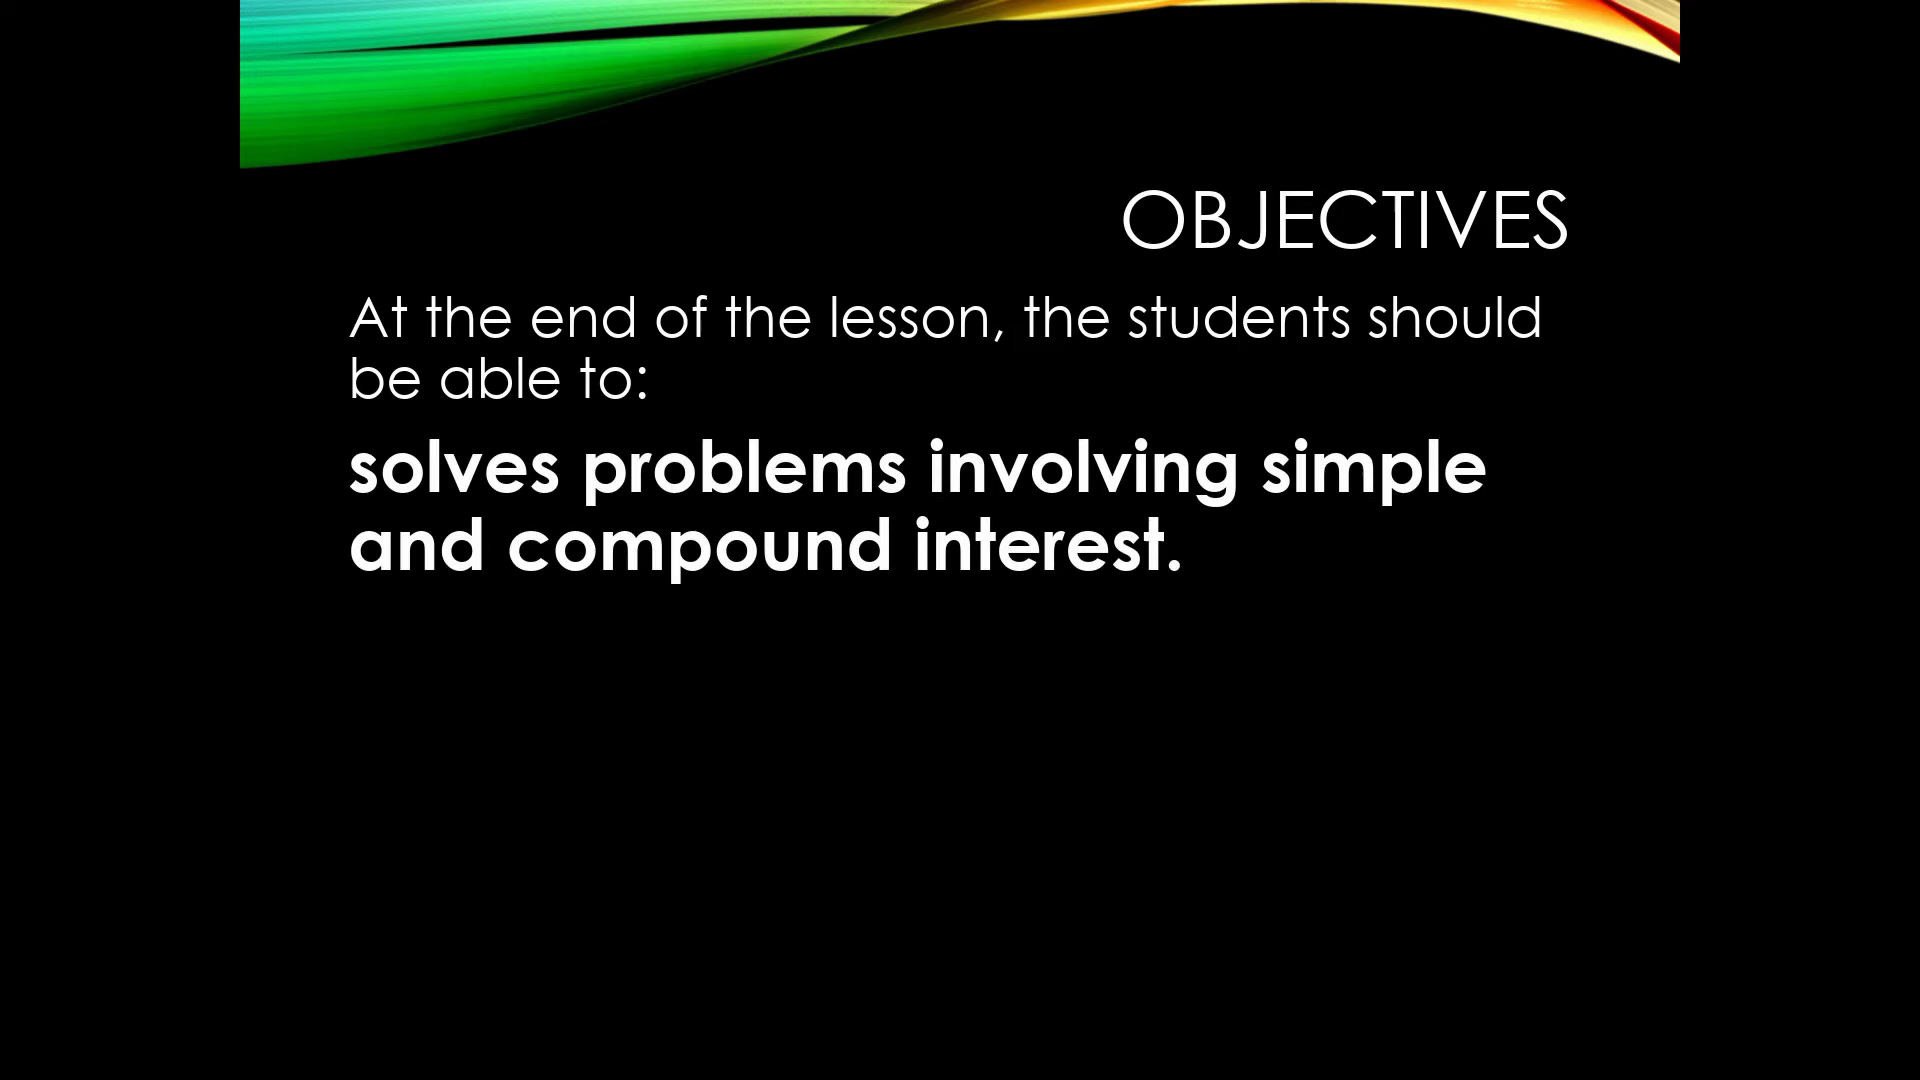 OBJECTIVES
At the end of the lesson, the students should
be able to:
solves problems involving simple
and compound interest.